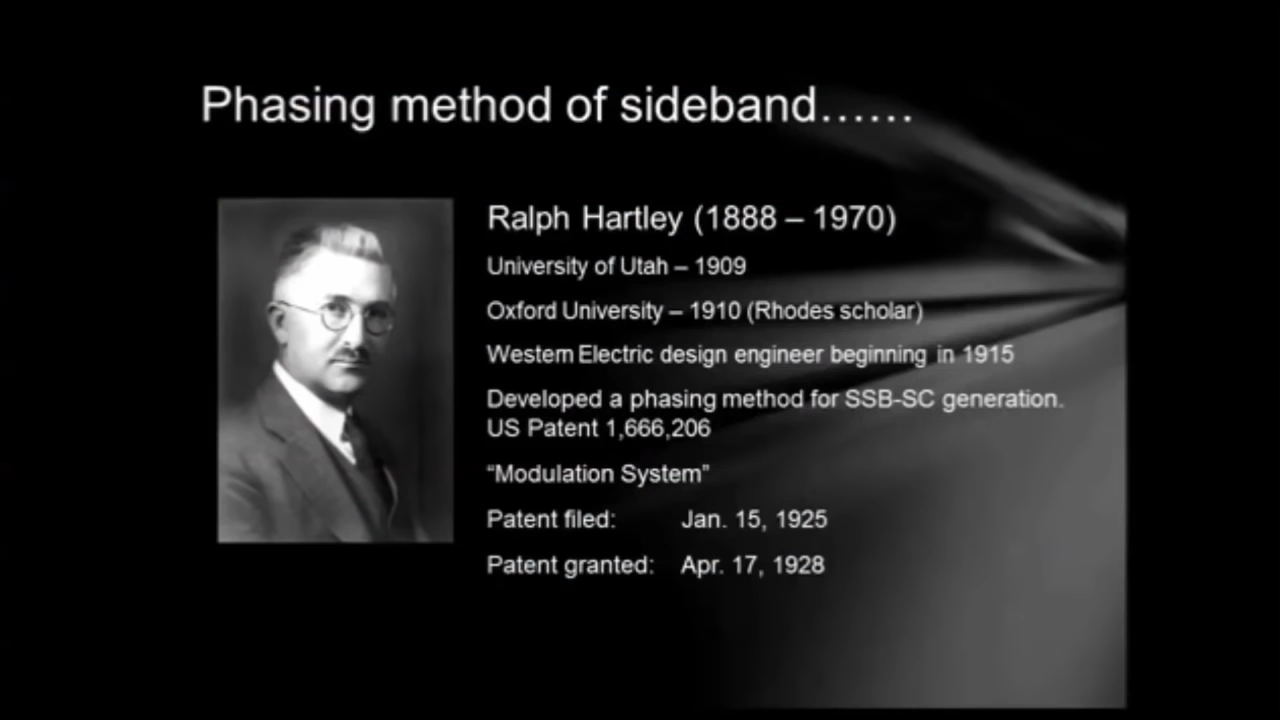 Phasing method of sideband……
Ralph Hartley (1888 – 1970)
University of Utah – 1909
Oxford University – 1910 (Rhodes scholar)
Western Electric design engineer beginning in 1915
Developed a phasing method for SSB-SC generation.
US Patent 1,666,206
“Modulation System”
Patent filed: Jan. 15, 1925
Patent granted: Apr. 17, 1928